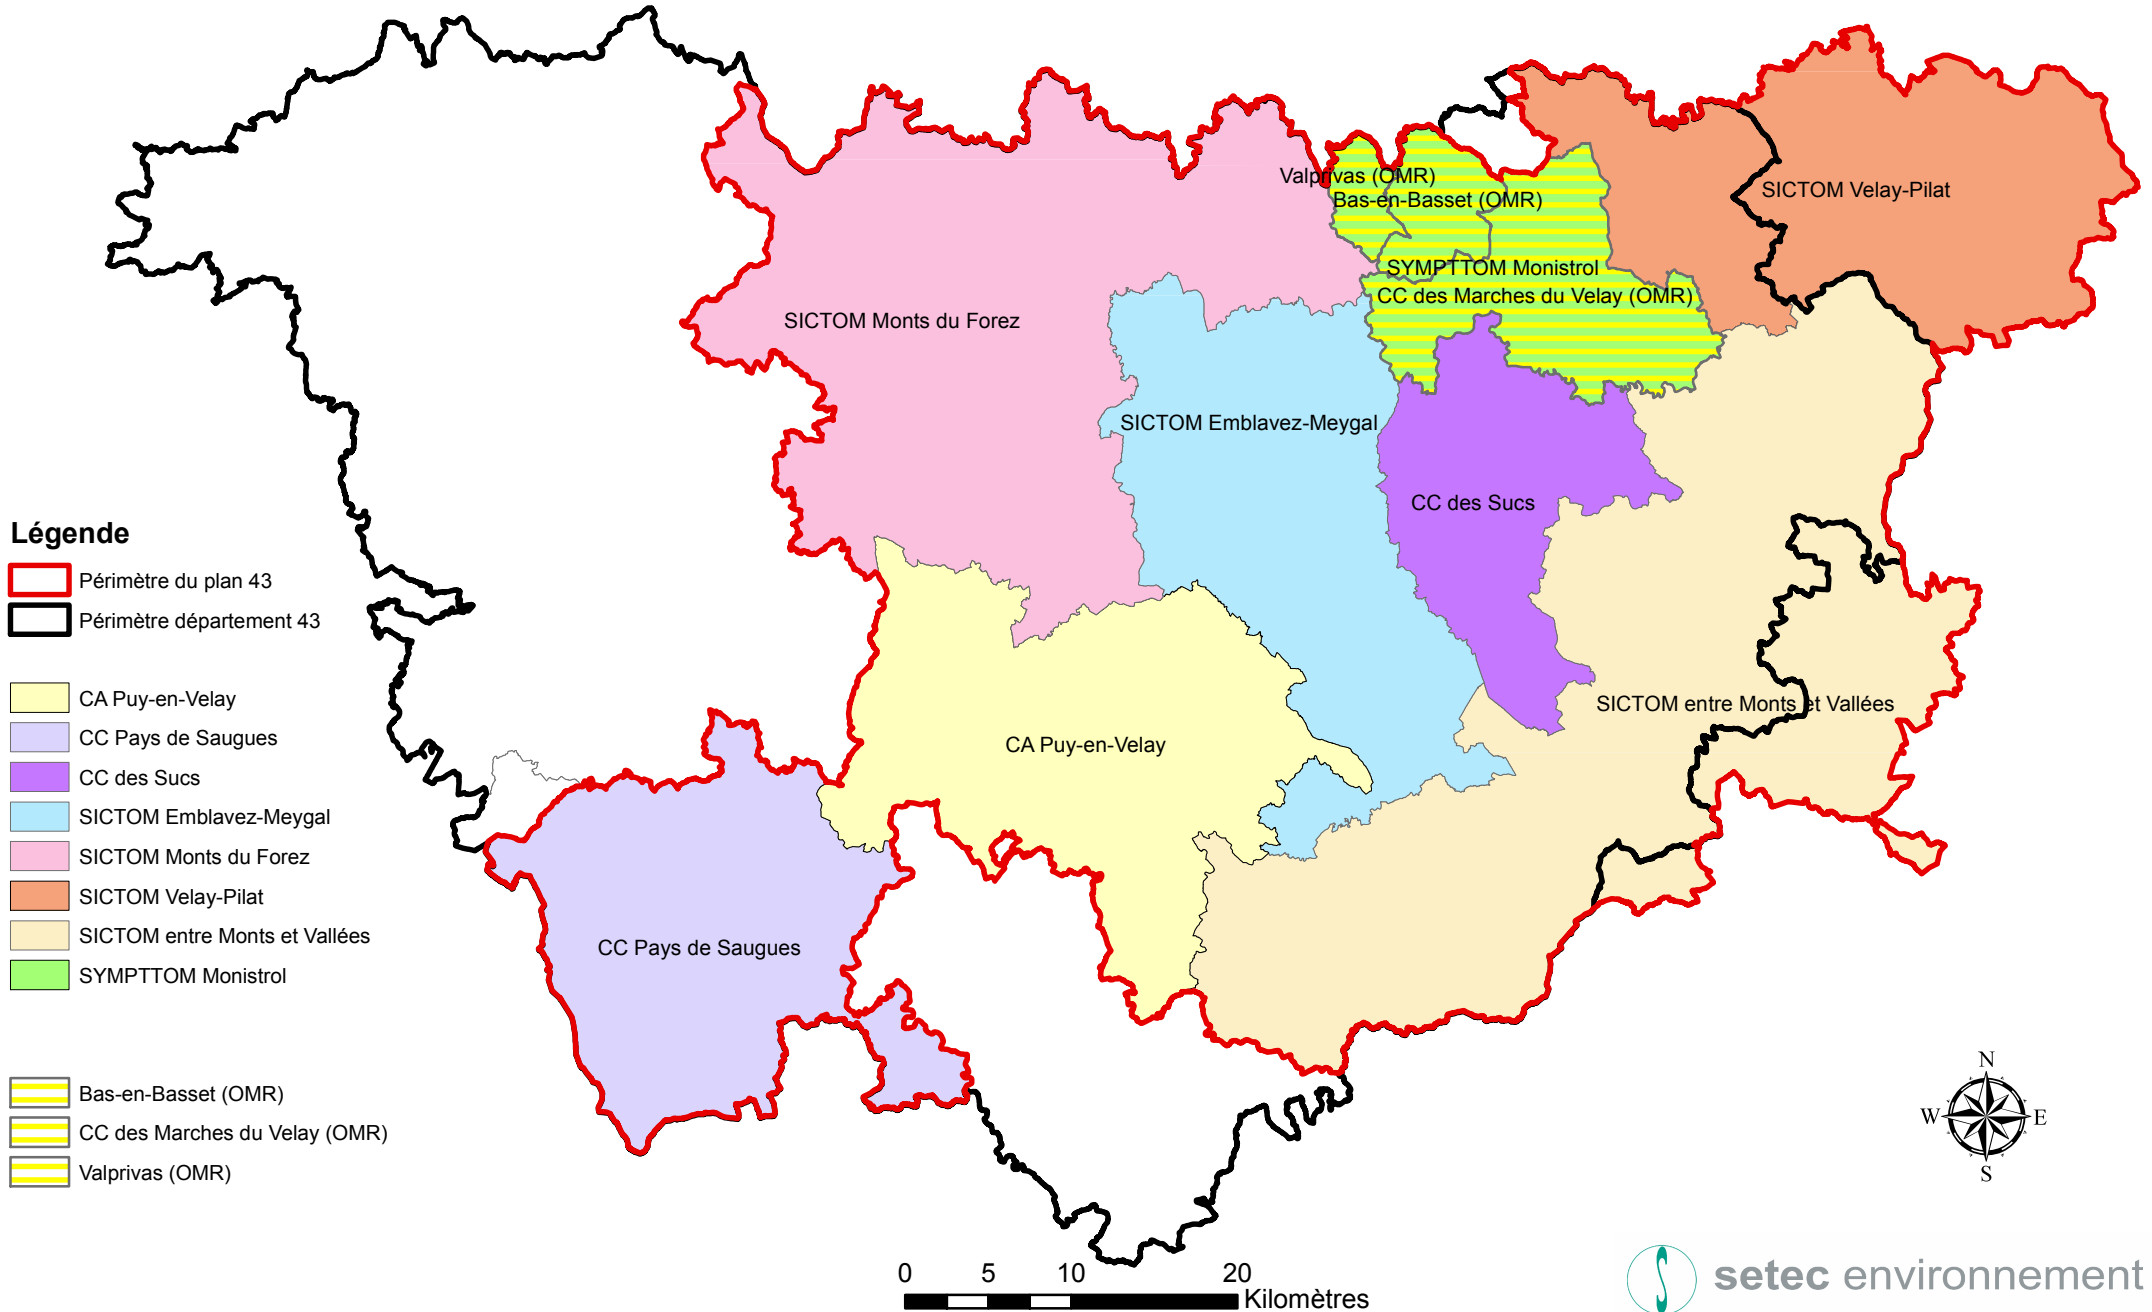 Valprivas (OMR)
Bas-en-Basset (OMR)
SICTOM Velay-Pilat
SYMPTTOM Monistrol
CC des Marches du Velay (OMR)
SICTOM Monts du Forez
SICTOM Emblavez-Meygal
CC des Sucs
SICTOM entre Monts et Vallées
CA Puy-en-Velay
CC Pays de Saugues
Légende
Périmètre du plan 43
Périmètre département 43
CA Puy-en-Velay
CC Pays de Saugues
CC des Sucs
SICTOM Emblavez-Meygal
SICTOM Monts du Forez
SICTOM Velay-Pilat
SICTOM entre Monts et Vallées
SYMPTTOM Monistrol
Bas-en-Basset (OMR)
CC des Marches du Velay (OMR)
Valprivas (OMR)
N
W E
S
0 5 10 20
Kilomètres
setec environnement